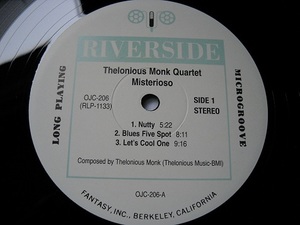 RIVERSIDE
LONG PLAYING
MICROGROOVE
Thelonious Monk Quartet
Misterioso
OJC-206
(RLP-1133)
SIDE 1
STEREO
1. Nutty 5:22
2. Blues Five Spot 8:11
3. Let's Cool One 9:16
Composed by Thelonious Monk (Thelonious Music-BMI)
OJC-206-A
FANTASY, INC., BERKELEY, CALIFORNIA